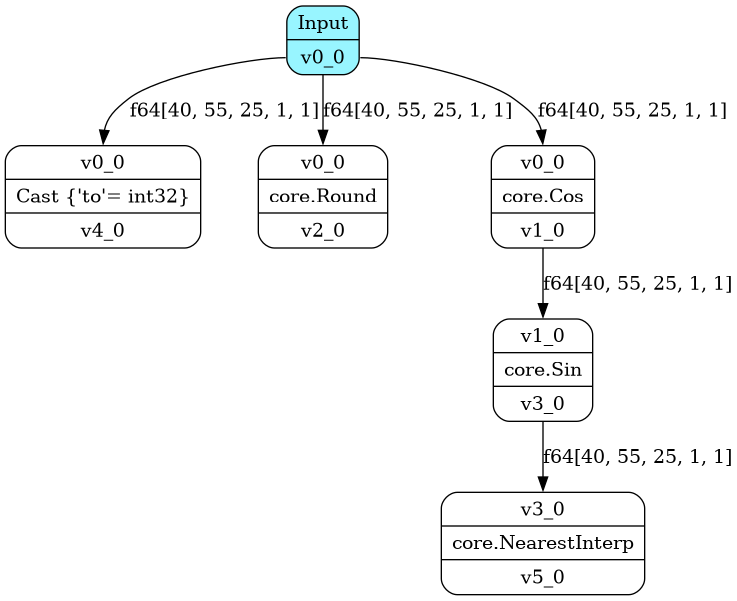 Input
v0_0
f64[40, 55, 25, 1, 1]
f64[40, 55, 25, 1, 1]
f64[40, 55, 25, 1, 1]
v0_0
Cast {'to'= int32}
v4_0
v0_0
core.Round
v2_0
v0_0
core.Cos
v1_0
f64[40, 55, 25, 1, 1]
v1_0
core.Sin
v3_0
f64[40, 55, 25, 1, 1]
v3_0
core.NearestInterp
v5_0